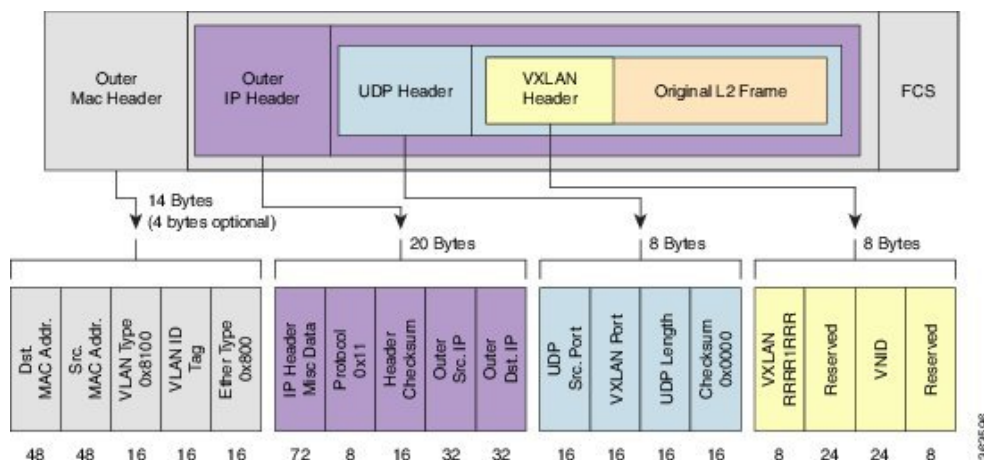 Outer
Mac Header
Outer
IP Header
UDP Header
VXLAN
Header
Original L2 Frame
FCS
14 Bytes
(4 bytes optional)
20 Bytes
8 Bytes
8 Bytes
Dst.
MAC Addr.
Src.
MAC Addr.
VLAN Type
0x8100
VLAN ID
Tag
Ether Type
0x800
IP Header
Misc Data
Protocol
0x11
Header
Checksum
Outer
Src. IP
Outer
Dst. IP
UDP
Src. Port
VXLAN Port
UDP Length
Checksum
0x0000
VXLAN
RRRR1RRR
Reserved
VNID
Reserved
48 48 16 16 16 72 8 16 32 32 16 16 16 16 8 24 24 8